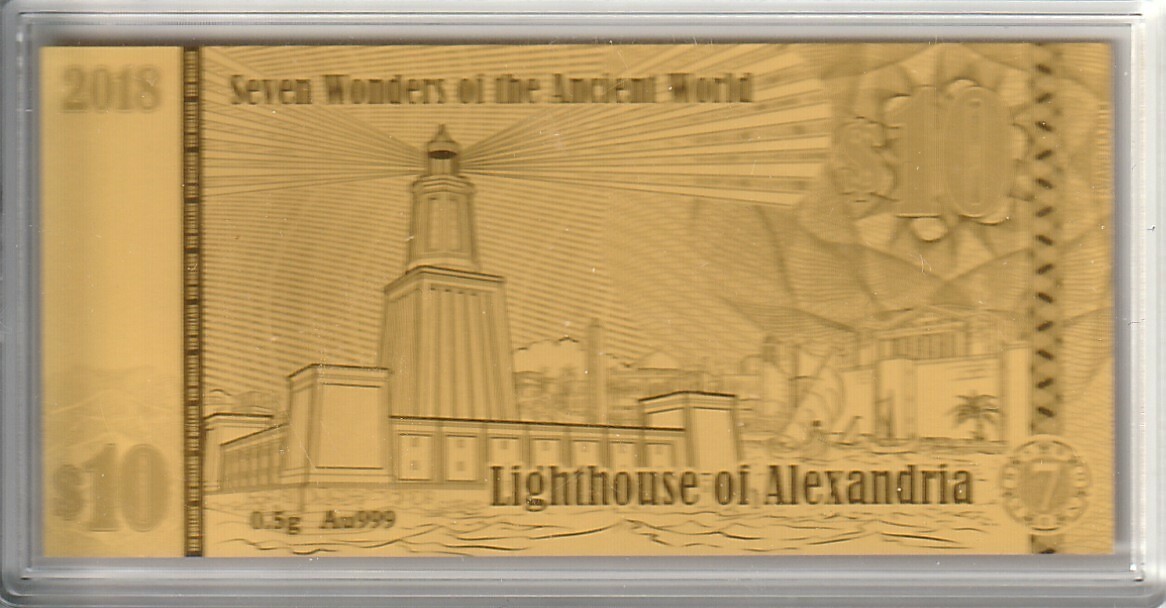 2018
Seven Wonders of the Ancient World
$10
$10
Lighthouse of Alexandria
0.5g Au999
7